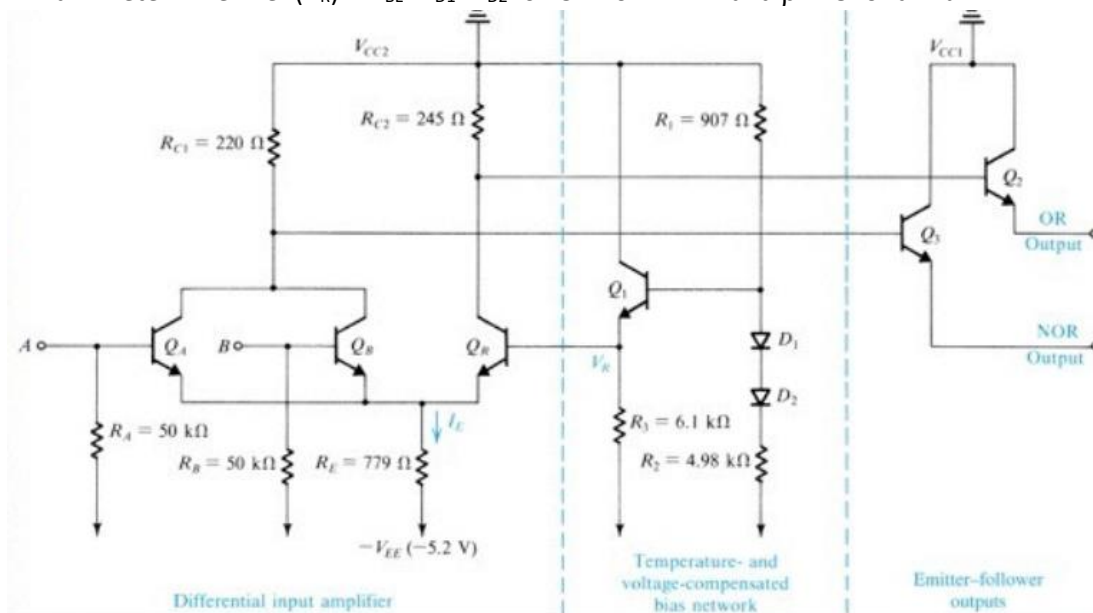 V_CC2
V_CC1
R_C2 = 245 Ω
R_1 = 907 Ω
R_C1 = 220 Ω
Q_2
Q_3
OR
Output
Q_1
A
Q_A
B
Q_B
Q_R
V_R
D_1
NOR
Output
D_2
I_E
R_A = 50 kΩ
R_3 = 6.1 kΩ
R_B = 50 kΩ
R_E = 779 Ω
R_2 = 4.98 kΩ
−V_EE (−5.2 V)
Temperature- and
voltage-compensated
bias network
Differential input amplifier
Emitter–follower
outputs